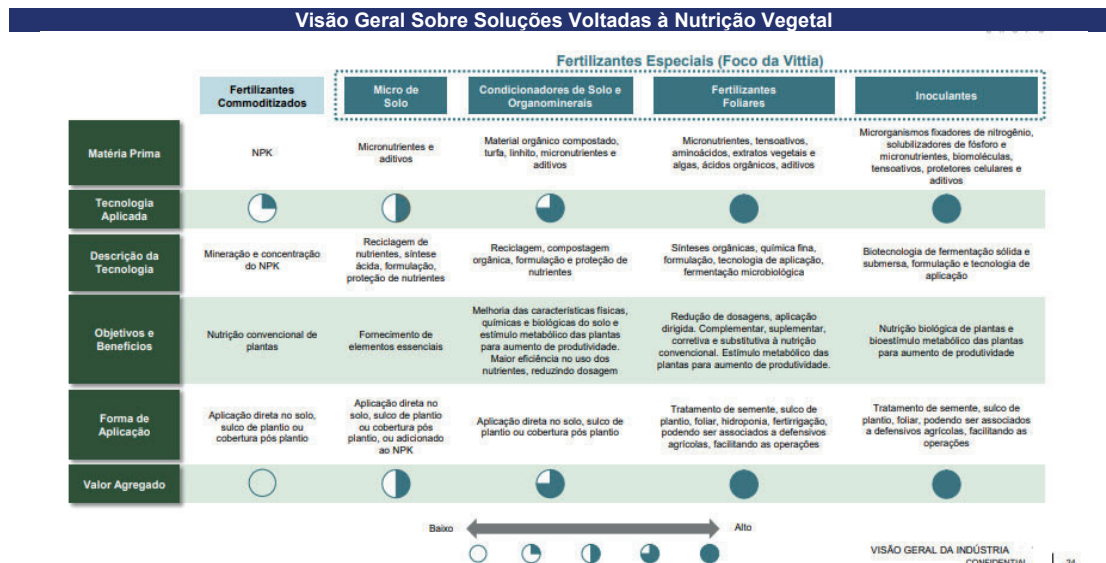 Visão Geral Sobre Soluções Voltadas à Nutrição Vegetal
Fertilizantes Especiais (Foco da Vittia)
Fertilizantes
Commoditizados
Micro de
Solo
Condicionadores de Solo e
Organominerais
Fertilizantes
Foliares
Inoculantes
Matéria Prima
NPK
Micronutrientes e
aditivos
Material orgânico compostado,
turfa, linhito, micronutrientes e
aditivos
Micronutrientes, tensoativos,
aminoácidos, extratos vegetais e
algas, ácidos orgânicos, aditivos
Microrganismos fixadores de nitrogênio,
solubilizadores de fósforo e
micronutrientes, biomoléculas,
tensoativos, protetores celulares e
aditivos
Tecnologia
Aplicada
Descrição da
Tecnologia
Mineração e concentração
do NPK
Reciclagem de
nutrientes, síntese
ácida, formulação,
proteção de nutrientes
Reciclagem, compostagem
orgânica, formulação e proteção de
nutrientes
Sínteses orgânicas, química fina,
formulação, tecnologia de aplicação,
fermentação microbiológica
Biotecnologia de fermentação sólida e
submersa, formulação e tecnologia de
aplicação
Objetivos e
Benefícios
Nutrição convencional de
plantas
Fornecimento de
elementos essenciais
Melhoria das características físicas,
químicas e biológicas do solo e
estímulo metabólico das plantas
para aumento de produtividade.
Maior eficiência no uso dos
nutrientes, reduzindo dosagem
Redução de dosagens, aplicação
dirigida. Complementar, suplementar,
corretiva e substitutiva à nutrição
convencional. Estímulo metabólico das
plantas para aumento de produtividade.
Nutrição biológica de plantas e
bioestímulo metabólico das plantas
para aumento de produtividade
Forma de
Aplicação
Aplicação direta no solo,
sulco de plantio ou
cobertura pós plantio
Aplicação direta no
solo, sulco de plantio
ou cobertura pós
plantio, ou adicionado
ao NPK
Aplicação direta no solo, sulco de
plantio ou cobertura pós plantio
Tratamento de semente, sulco de
plantio, foliar, hidroponia, fertirrigação,
podendo ser associados a defensivos
agrícolas, facilitando as operações
Tratamento de semente, sulco de
plantio, foliar, podendo ser associados
a defensivos agrícolas, facilitando as
operações
Valor Agregado
Baixo
Alto
VISÃO GERAL DA INDÚSTRIA
CONFIDENTIAL
24